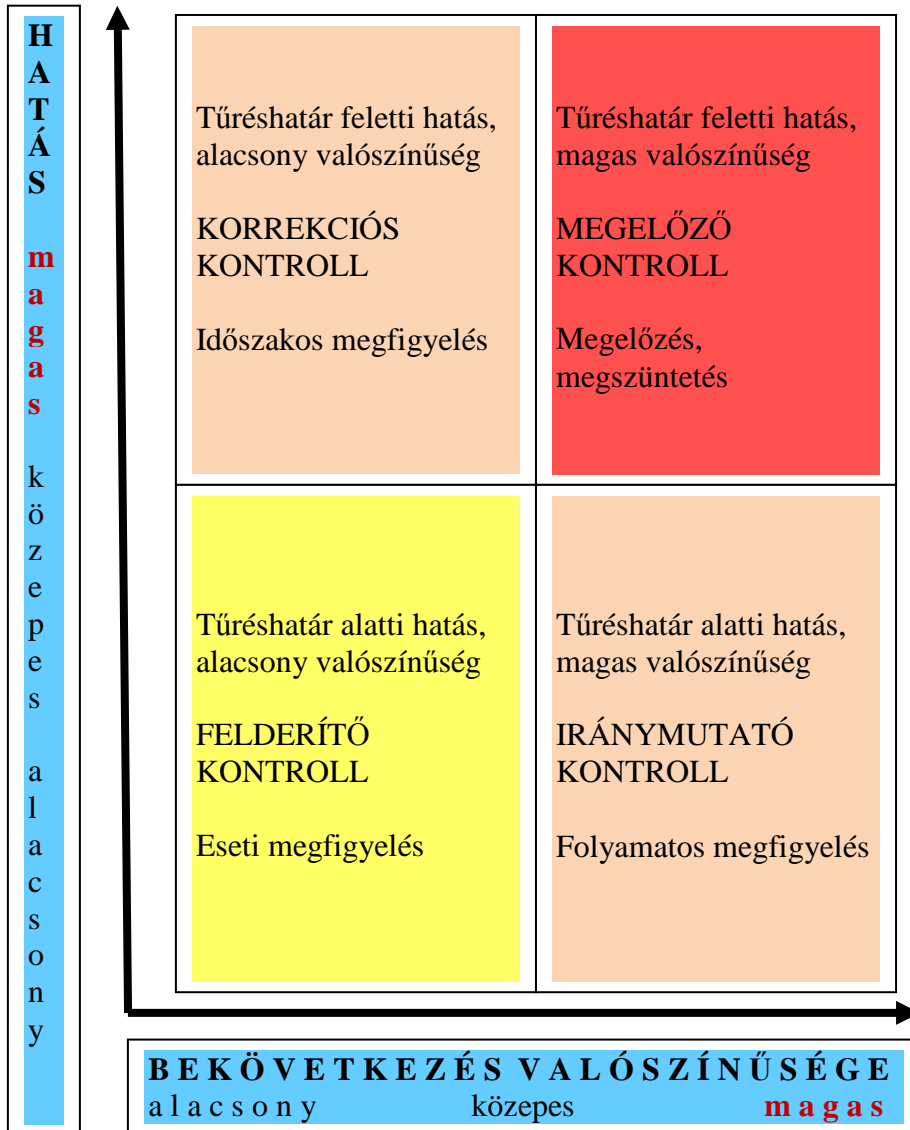 HATÁS magas közepes alacsony
Tűréshatár feletti hatás,
alacsony valószínűség
KORREKCIÓS
KONTROLL
Időszakos megfigyelés
Tűréshatár feletti hatás,
magas valószínűség
MEGELŐZŐ
KONTROLL
Megelőzés,
megszüntetés
Tűréshatár alatti hatás,
alacsony valószínűség
FELDERÍTŐ
KONTROLL
Eseti megfigyelés
Tűréshatár alatti hatás,
magas valószínűség
IRÁNYMUTATÓ
KONTROLL
Folyamatos megfigyelés
BEKÖVETKEZÉS VALÓSZÍNŰSÉGE
alacsony közepes magas